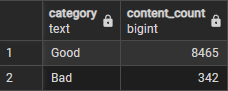 category content_count
text bigint
1 Good 8465
2 Bad 342